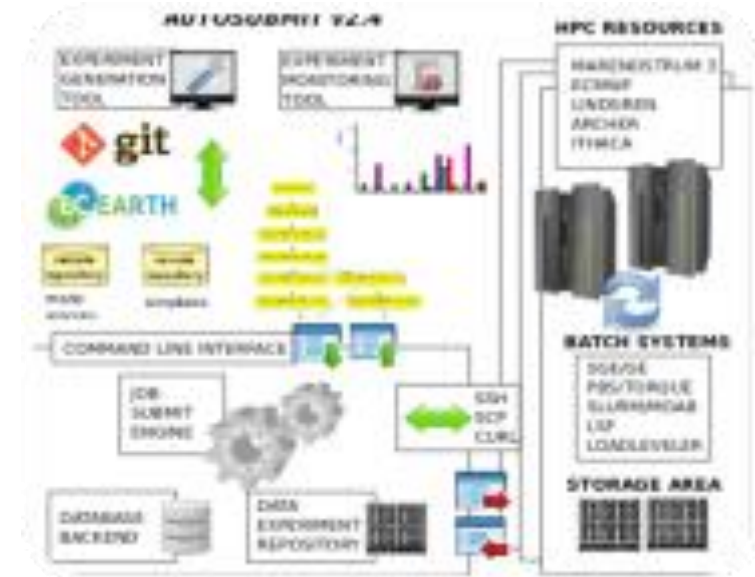 AUTOSUBMIT V2.4
EXPERIMENT
GENERATION
TOOL
EXPERIMENT
MONITORING
TOOL
git
EC EARTH
COMMAND LINE INTERFACE
JOB
SUBMIT
ENGINE
DATABASE
BACKEND
DATA
EXPERIMENT
REPOSITORY
SSH
SCP
CURL
HPC RESOURCES
MARENOSTRUM 3
ECMWF
LINDGREN
ARCHER
ITHACA
BATCH SYSTEMS
SGE/GE
PBS/TORQUE
SLURM/MOAB
LSF
LOADLEVELER
STORAGE AREA